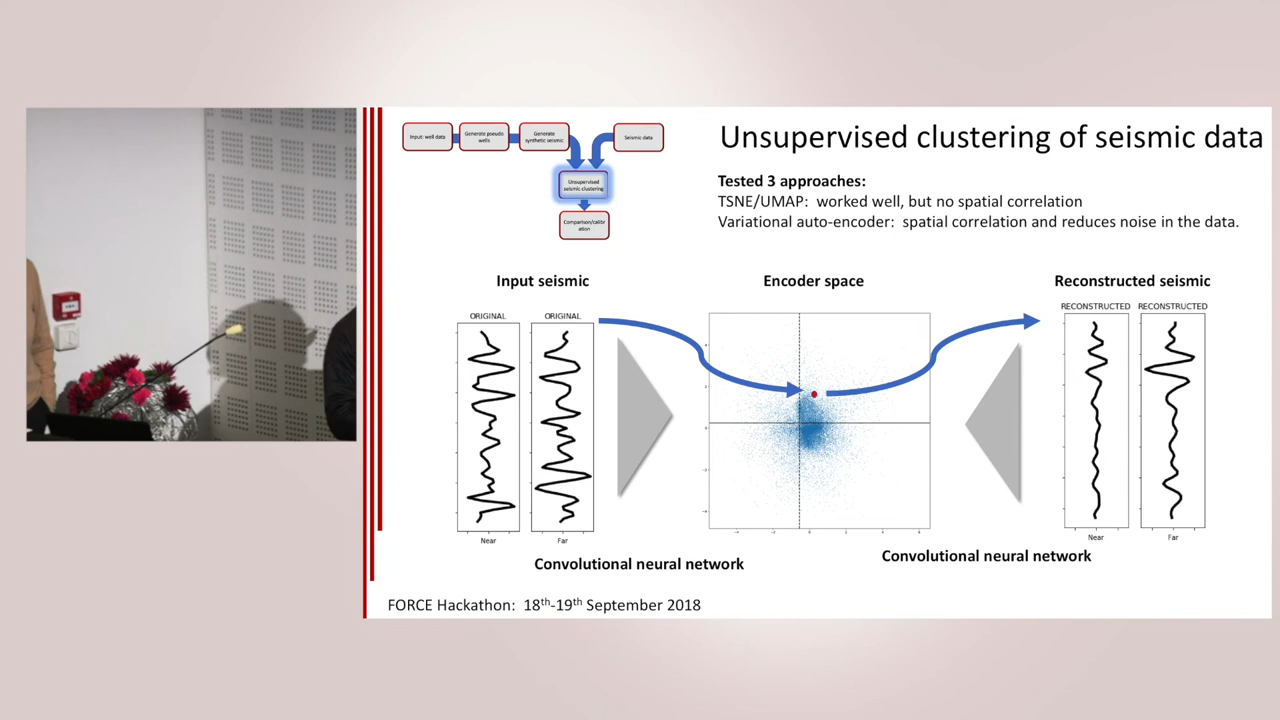 Input: well data
Generate pseudo
wells
Generate
synthetic seismic
Seismic data
Unsupervised
seismic clustering
Comparison/calibr
ation
Unsupervised clustering of seismic data
Tested 3 approaches:
TSNE/UMAP: worked well, but no spatial correlation
Variational auto-encoder: spatial correlation and reduces noise in the data.
Input seismic
Encoder space
Reconstructed seismic
ORIGINAL
ORIGINAL
RECONSTRUCTED
RECONSTRUCTED
Near
Far
Near
Far
Convolutional neural network
Convolutional neural network
FORCE Hackathon: 18th-19th September 2018